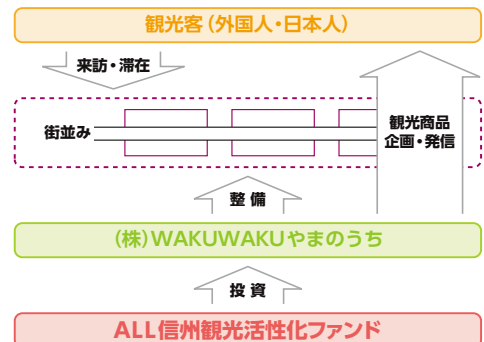 観光客（外国人・日本人）
来訪・滞在
街並み
観光商品
企画・発信
整備
（株）WAKUWAKUやまのうち
投資
ALL信州観光活性化ファンド